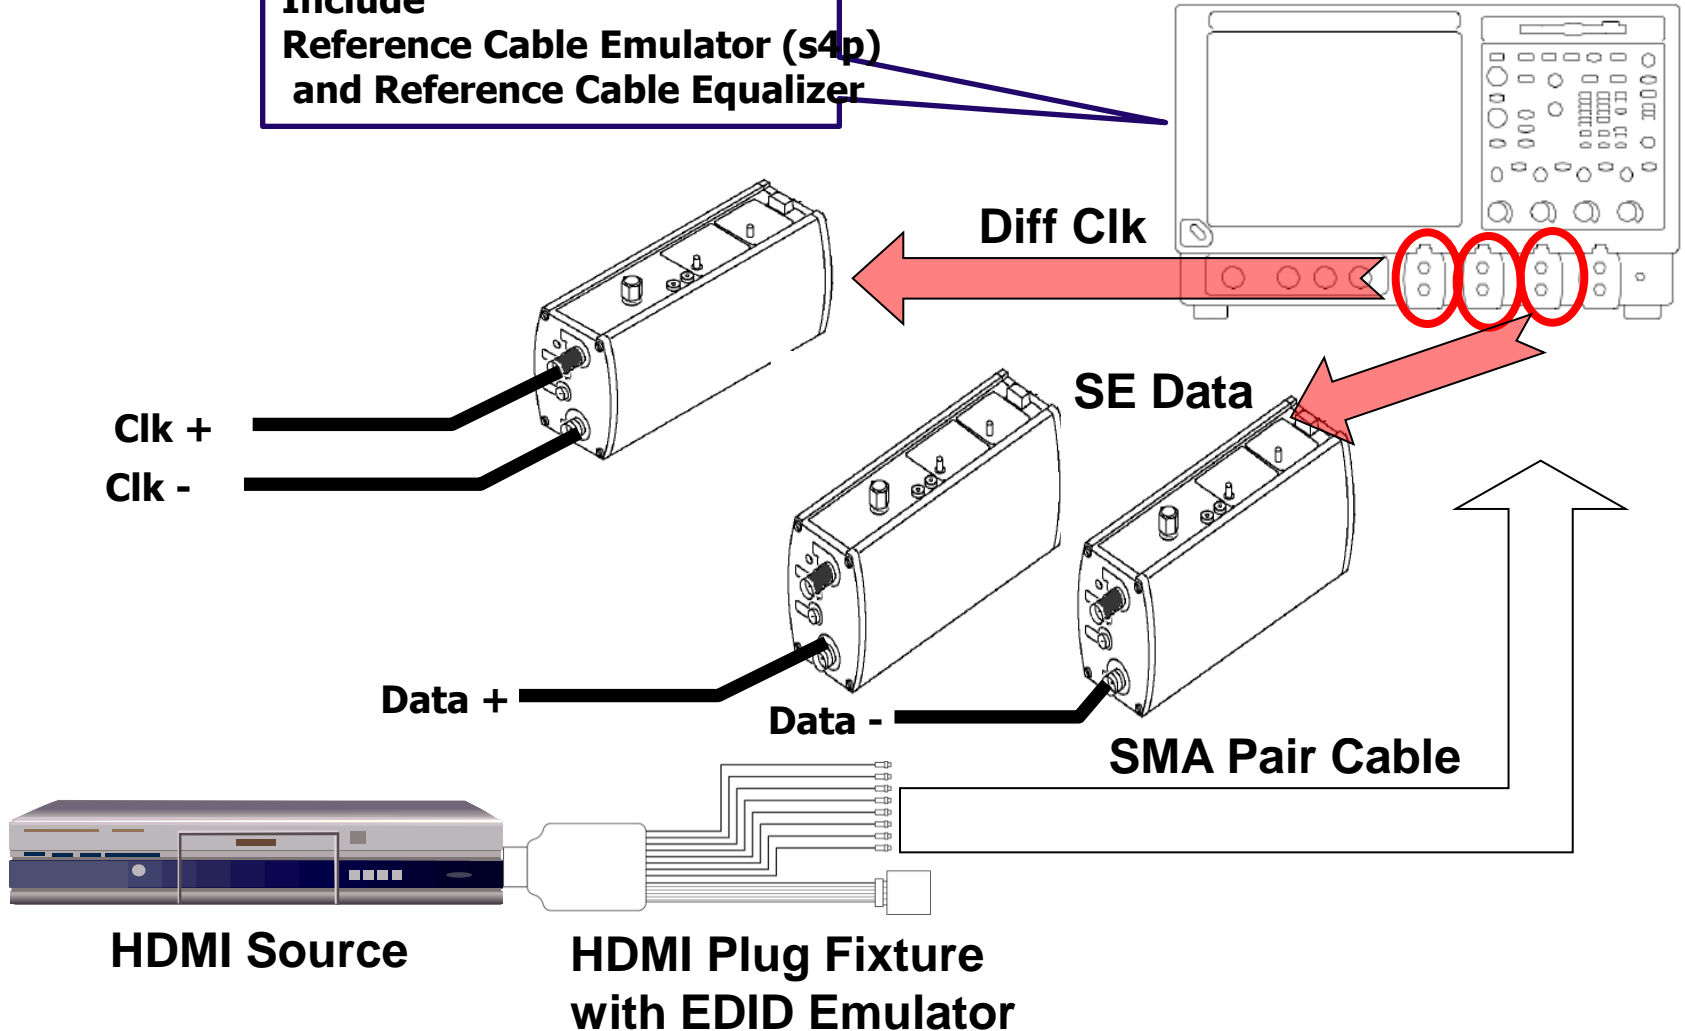 Include
Reference Cable Emulator (s4p)
and Reference Cable Equalizer
Diff Clk
SE Data
Clk +
Clk -
Data +
Data -
SMA Pair Cable
HDMI Source
HDMI Plug Fixture
with EDID Emulator